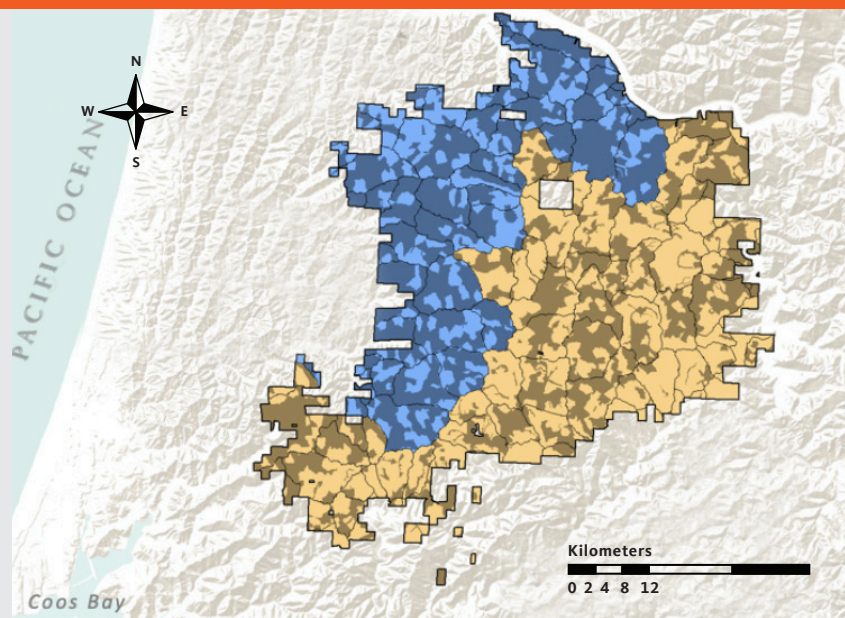 N
W E
S
PACIFIC OCEAN
Kilometers
0 2 4 8 12
Coos Bay